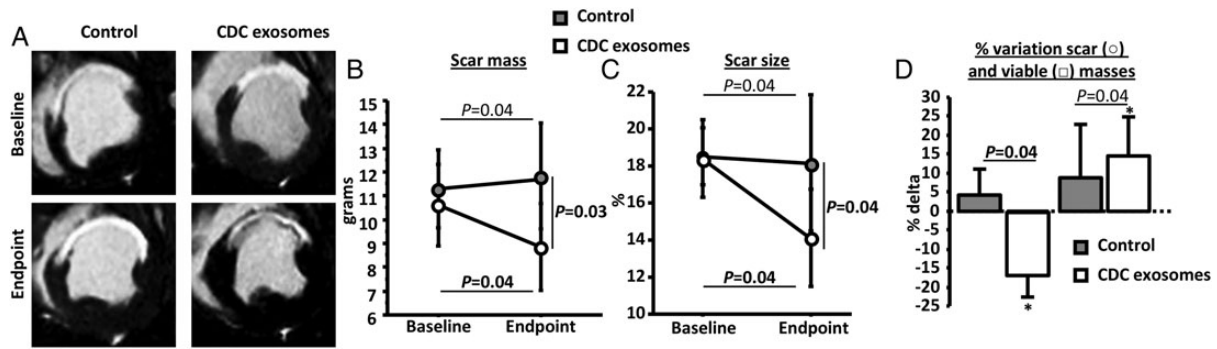 A
Control
CDC exosomes
Baseline
Endpoint
Control
CDC exosomes
B
Scar mass
grams
15
14
13
12
11
10
9
8
7
6
P=0.04
P=0.03
P=0.04
Baseline
Endpoint
C
Scar size
%
22
20
18
16
14
12
10
P=0.04
P=0.04
P=0.04
Baseline
Endpoint
D
% variation scar (○)
and viable (□) masses
% delta
30
25
20
15
10
5
0
-5
-10
-15
-20
-25
P=0.04
P=0.04
*
*
Control
CDC exosomes